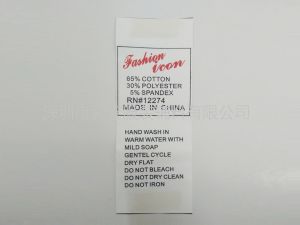 Fashion
icon
65% COTTON
30% POLYESTER
5% SPANDEX
RN#12274
MADE IN CHINA
HAND WASH IN
WARM WATER WITH
MILD SOAP
GENTEL CYCLE
DRY FLAT
DO NOT BLEACH
DO NOT DRY CLEAN
DO NOT IRON